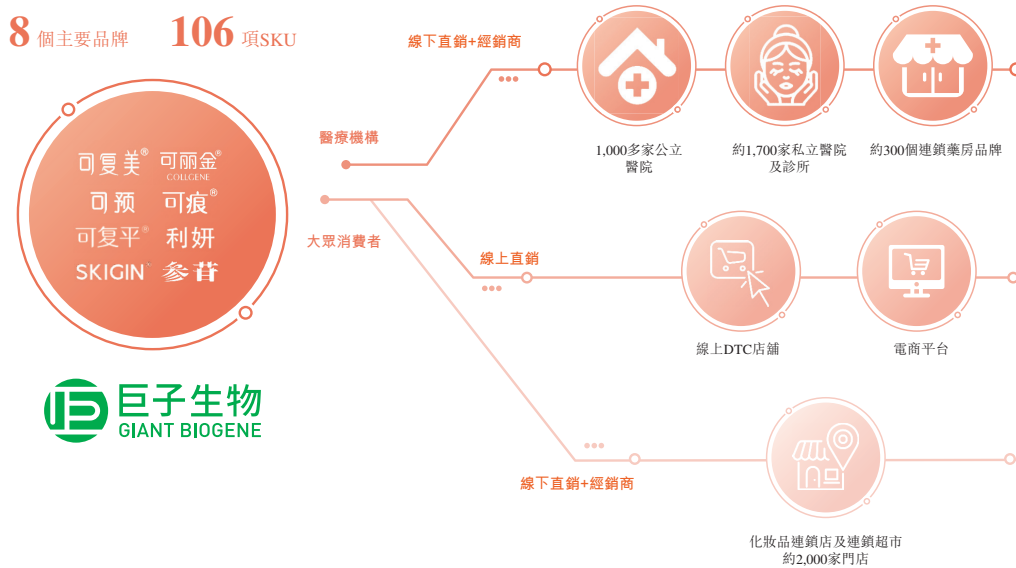 8 個主要品牌 106 項SKU
可复美® 可丽金®
COLLGENE
可预 可痕®
可复平® 利妍
SKIGIN 参苷
巨子生物
GIANT BIOGENE
醫療機構
大眾消費者
線下直銷+經銷商
1,000多家公立
醫院
約1,700家私立醫院
及診所
約300個連鎖藥房品牌
線上直銷
線上DTC店舖
電商平台
線下直銷+經銷商
化妝品連鎖店及連鎖超市
約2,000家門店